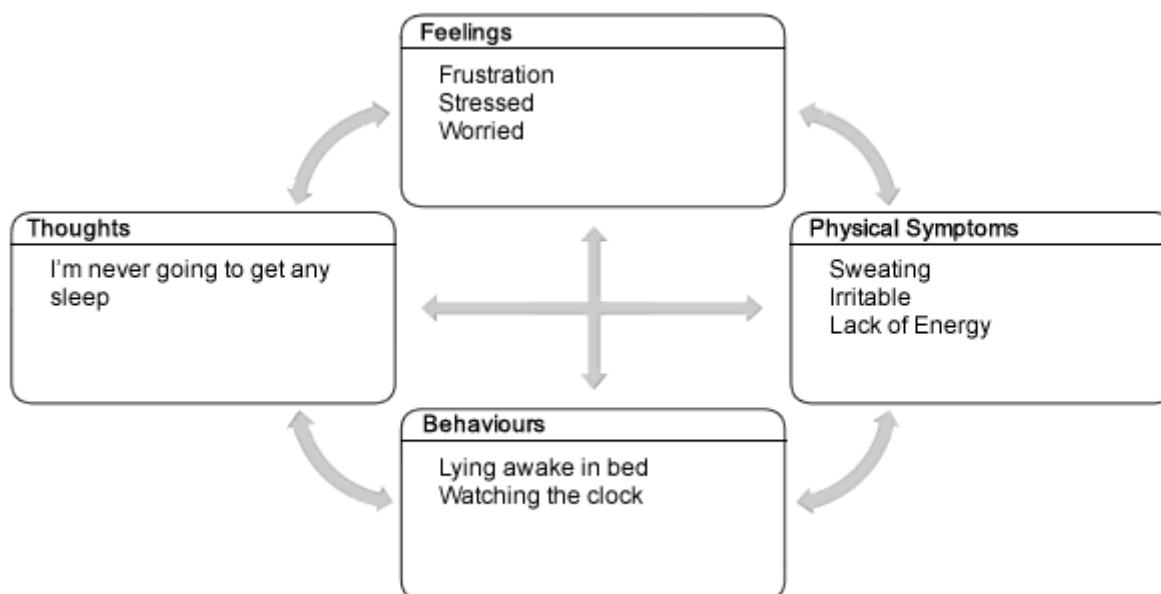 Feelings
Frustration
Stressed
Worried
Thoughts
I'm never going to get any
sleep
Physical Symptoms
Sweating
Irritable
Lack of Energy
Behaviours
Lying awake in bed
Watching the clock